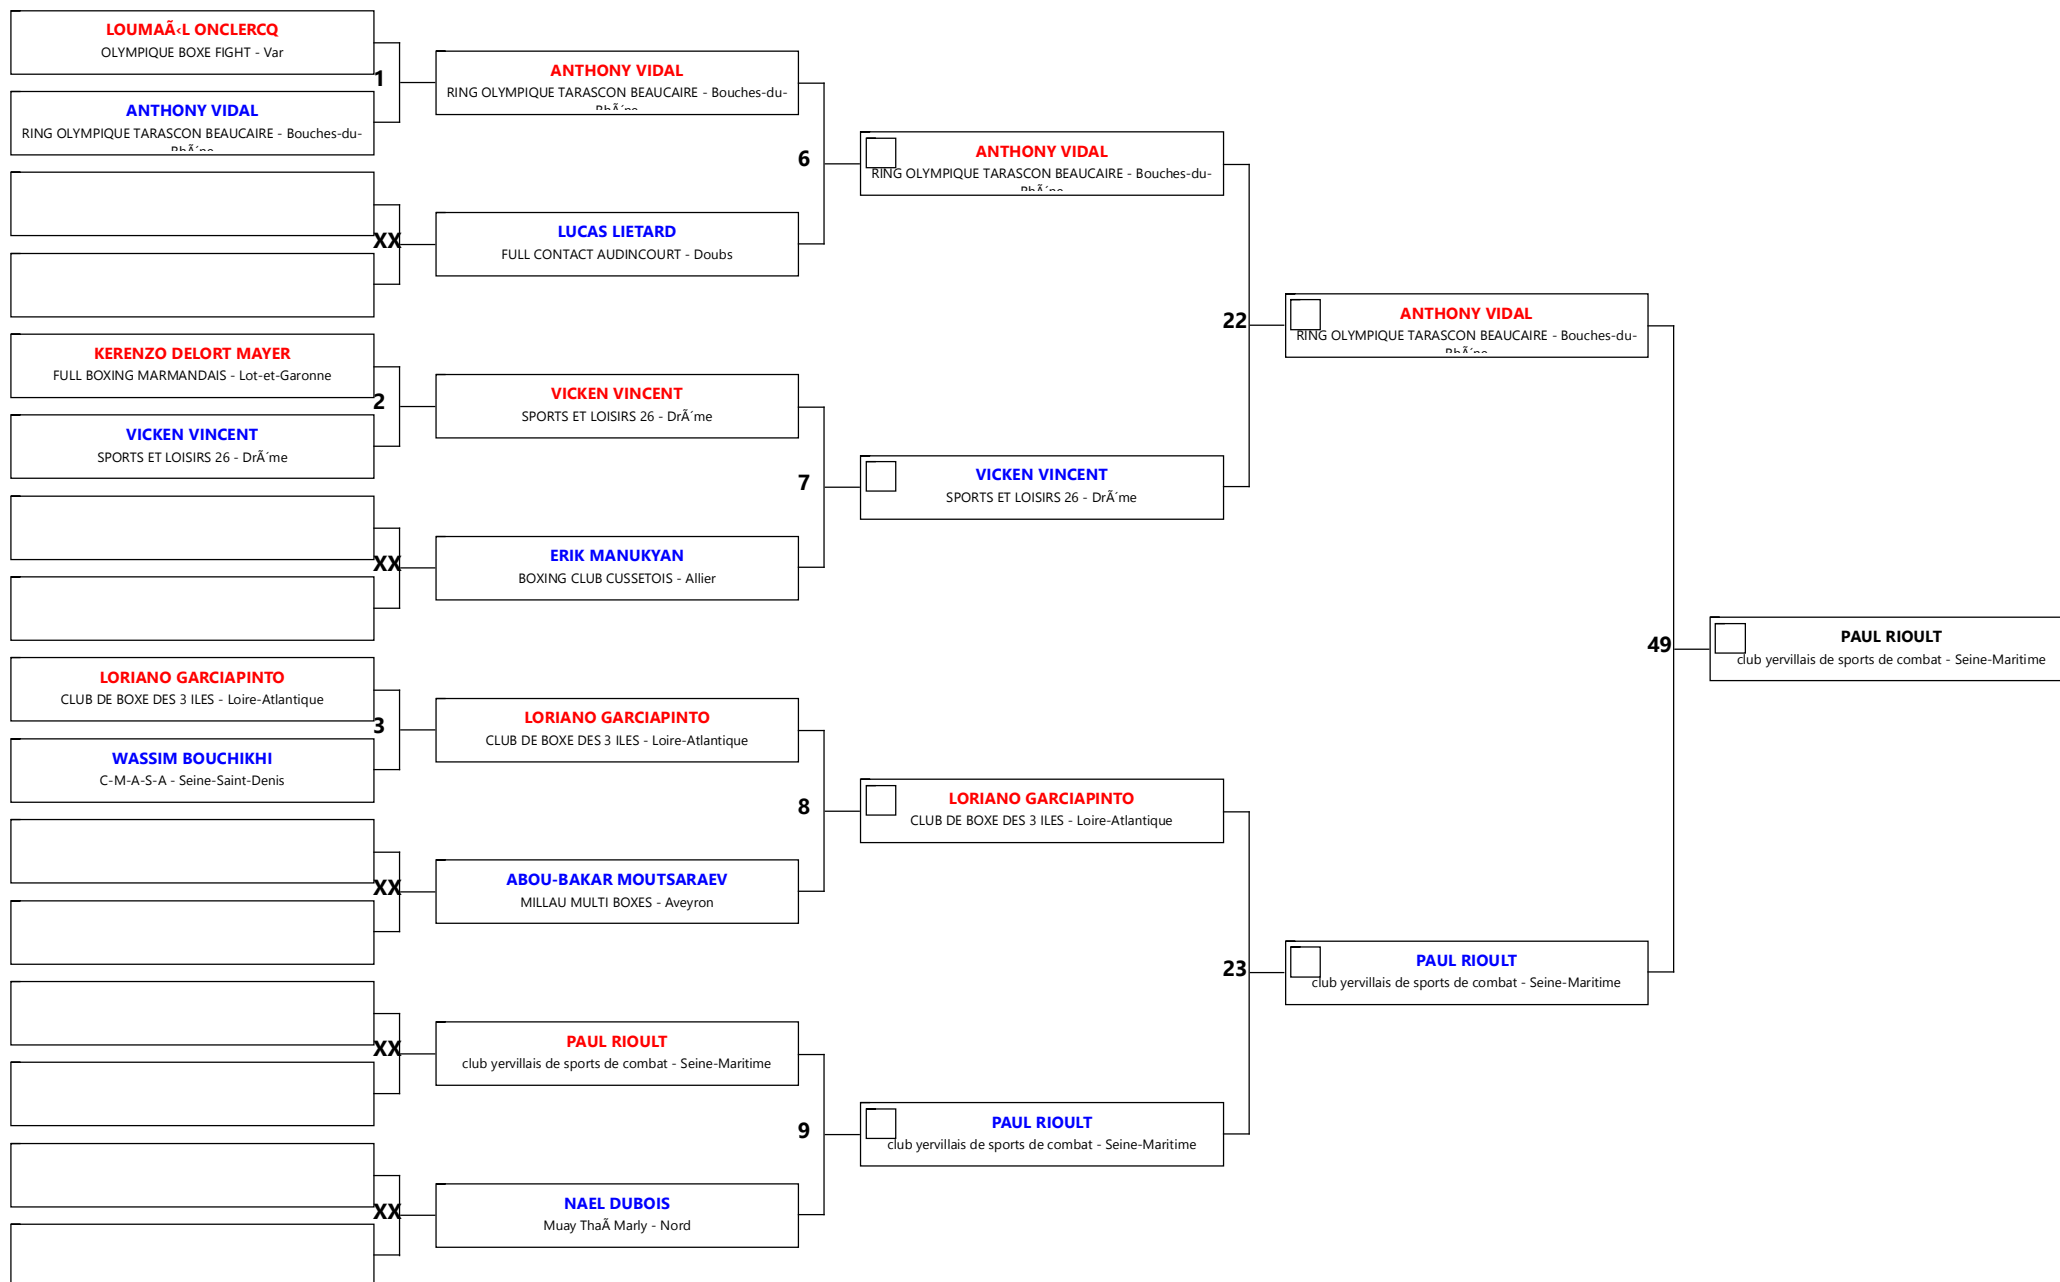 LOUMAÃ‹L ONCLERCQ
OLYMPIQUE BOXE FIGHT - Var
1
ANTHONY VIDAL
RING OLYMPIQUE TARASCON BEAUCAIRE - Bouches-du-
RhÃ´ne
XX
KERENZO DELORT MAYER
FULL BOXING MARMANDAIS - Lot-et-Garonne
2
VICKEN VINCENT
SPORTS ET LOISIRS 26 - DrÃ´me
XX
LORIANO GARCIAPINTO
CLUB DE BOXE DES 3 ILES - Loire-Atlantique
3
WASSIM BOUCHIKHI
C-M-A-S-A - Seine-Saint-Denis
XX
XX
XX
ANTHONY VIDAL
RING OLYMPIQUE TARASCON BEAUCAIRE - Bouches-du-
RhÃ´ne
6
LUCAS LIETARD
FULL CONTACT AUDINCOURT - Doubs
VICKEN VINCENT
SPORTS ET LOISIRS 26 - DrÃ´me
7
ERIK MANUKYAN
BOXING CLUB CUSSETOIS - Allier
LORIANO GARCIAPINTO
CLUB DE BOXE DES 3 ILES - Loire-Atlantique
8
ABOU-BAKAR MOUTSARAEV
MILLAU MULTI BOXES - Aveyron
PAUL RIOULT
club yervillais de sports de combat - Seine-Maritime
9
NAEL DUBOIS
Muay ThaÃ Marly - Nord
ANTHONY VIDAL
RING OLYMPIQUE TARASCON BEAUCAIRE - Bouches-du-
RhÃ´ne
22
VICKEN VINCENT
SPORTS ET LOISIRS 26 - DrÃ´me
LORIANO GARCIAPINTO
CLUB DE BOXE DES 3 ILES - Loire-Atlantique
23
PAUL RIOULT
club yervillais de sports de combat - Seine-Maritime
ANTHONY VIDAL
RING OLYMPIQUE TARASCON BEAUCAIRE - Bouches-du-
RhÃ´ne
49
PAUL RIOULT
club yervillais de sports de combat - Seine-Maritime
PAUL RIOULT
club yervillais de sports de combat - Seine-Maritime